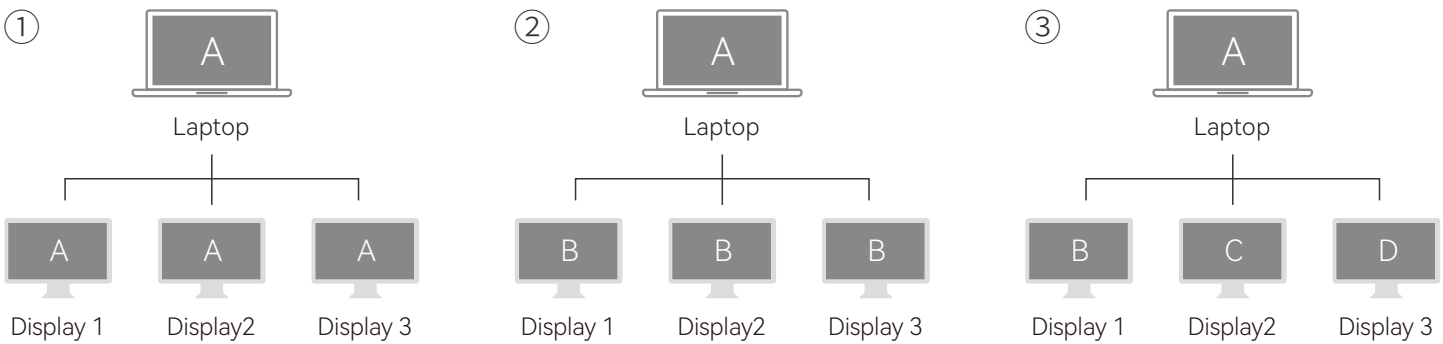 ①
A
Laptop
A A A
Display 1 Display2 Display 3
②
A
Laptop
B B B
Display 1 Display2 Display 3
③
A
Laptop
B C D
Display 1 Display2 Display 3